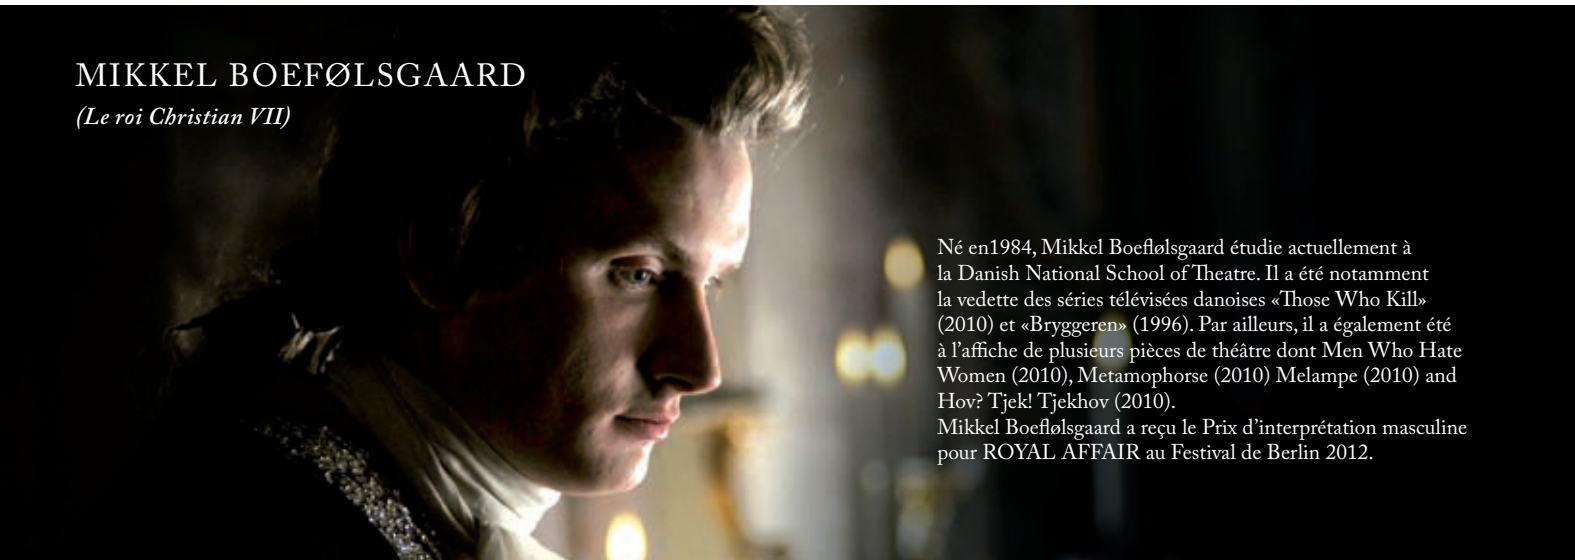 MIKKEL BOEFØLSGAARD
(Le roi Christian VII)
Né en1984, Mikkel Boefløllsgaard étudie actuellement à
la Danish National School of Theatre. Il a été notamment
la vedette des séries télévisées danoises «Those Who Kill»
(2010) et «Bryggeren» (1996). Par ailleurs, il a également été
à l'affiche de plusieurs pièces de théâtre dont Men Who Hate
Women (2010), Metamophorse (2010) Melampe (2010) and
Hov? Tjek! Tjekhov (2010).
Mikkel Boeflølsgaard a reçu le Prix d'interprétation masculine
pour ROYAL AFFAIR au Festival de Berlin 2012.